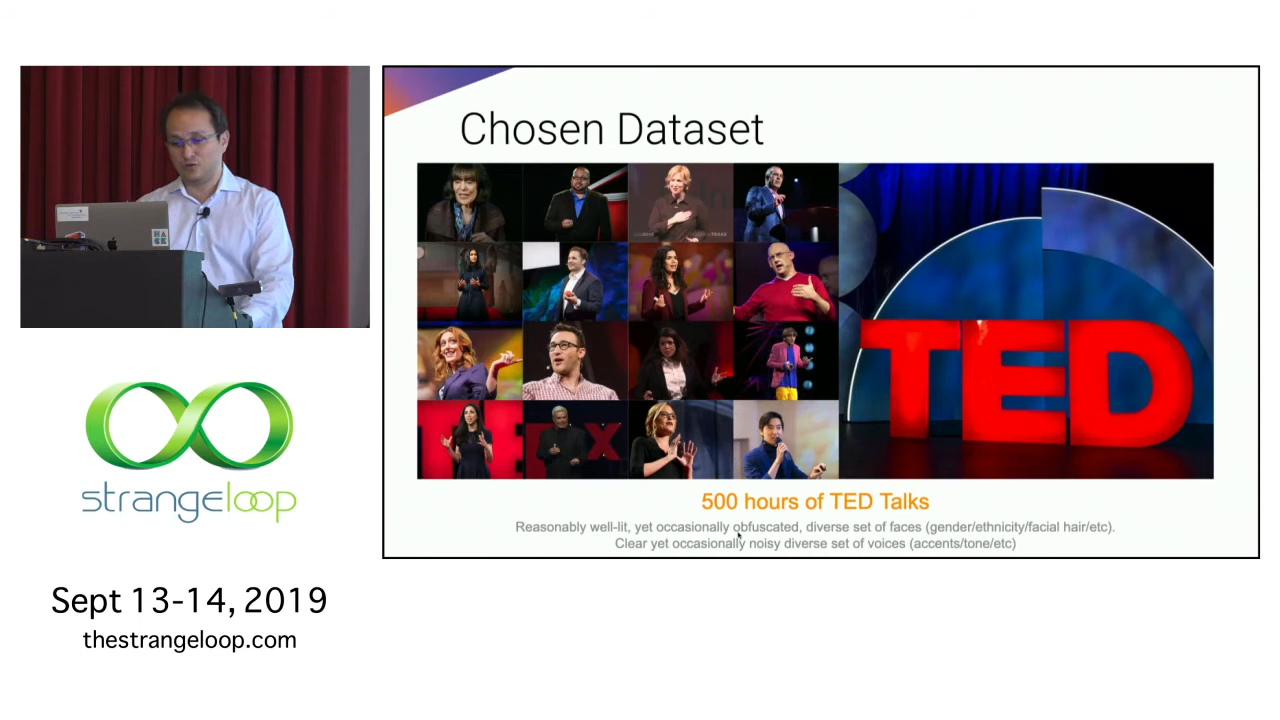 Chosen Dataset
TED
500 hours of TED Talks
Reasonably well-lit, yet occasionally obfuscated, diverse set of faces (gender/ethnicity/facial hair/etc).
Clear yet occasionally noisy diverse set of voices (accents/tone/etc)
strangeloop
Sept 13-14, 2019
thestrangeloop.com